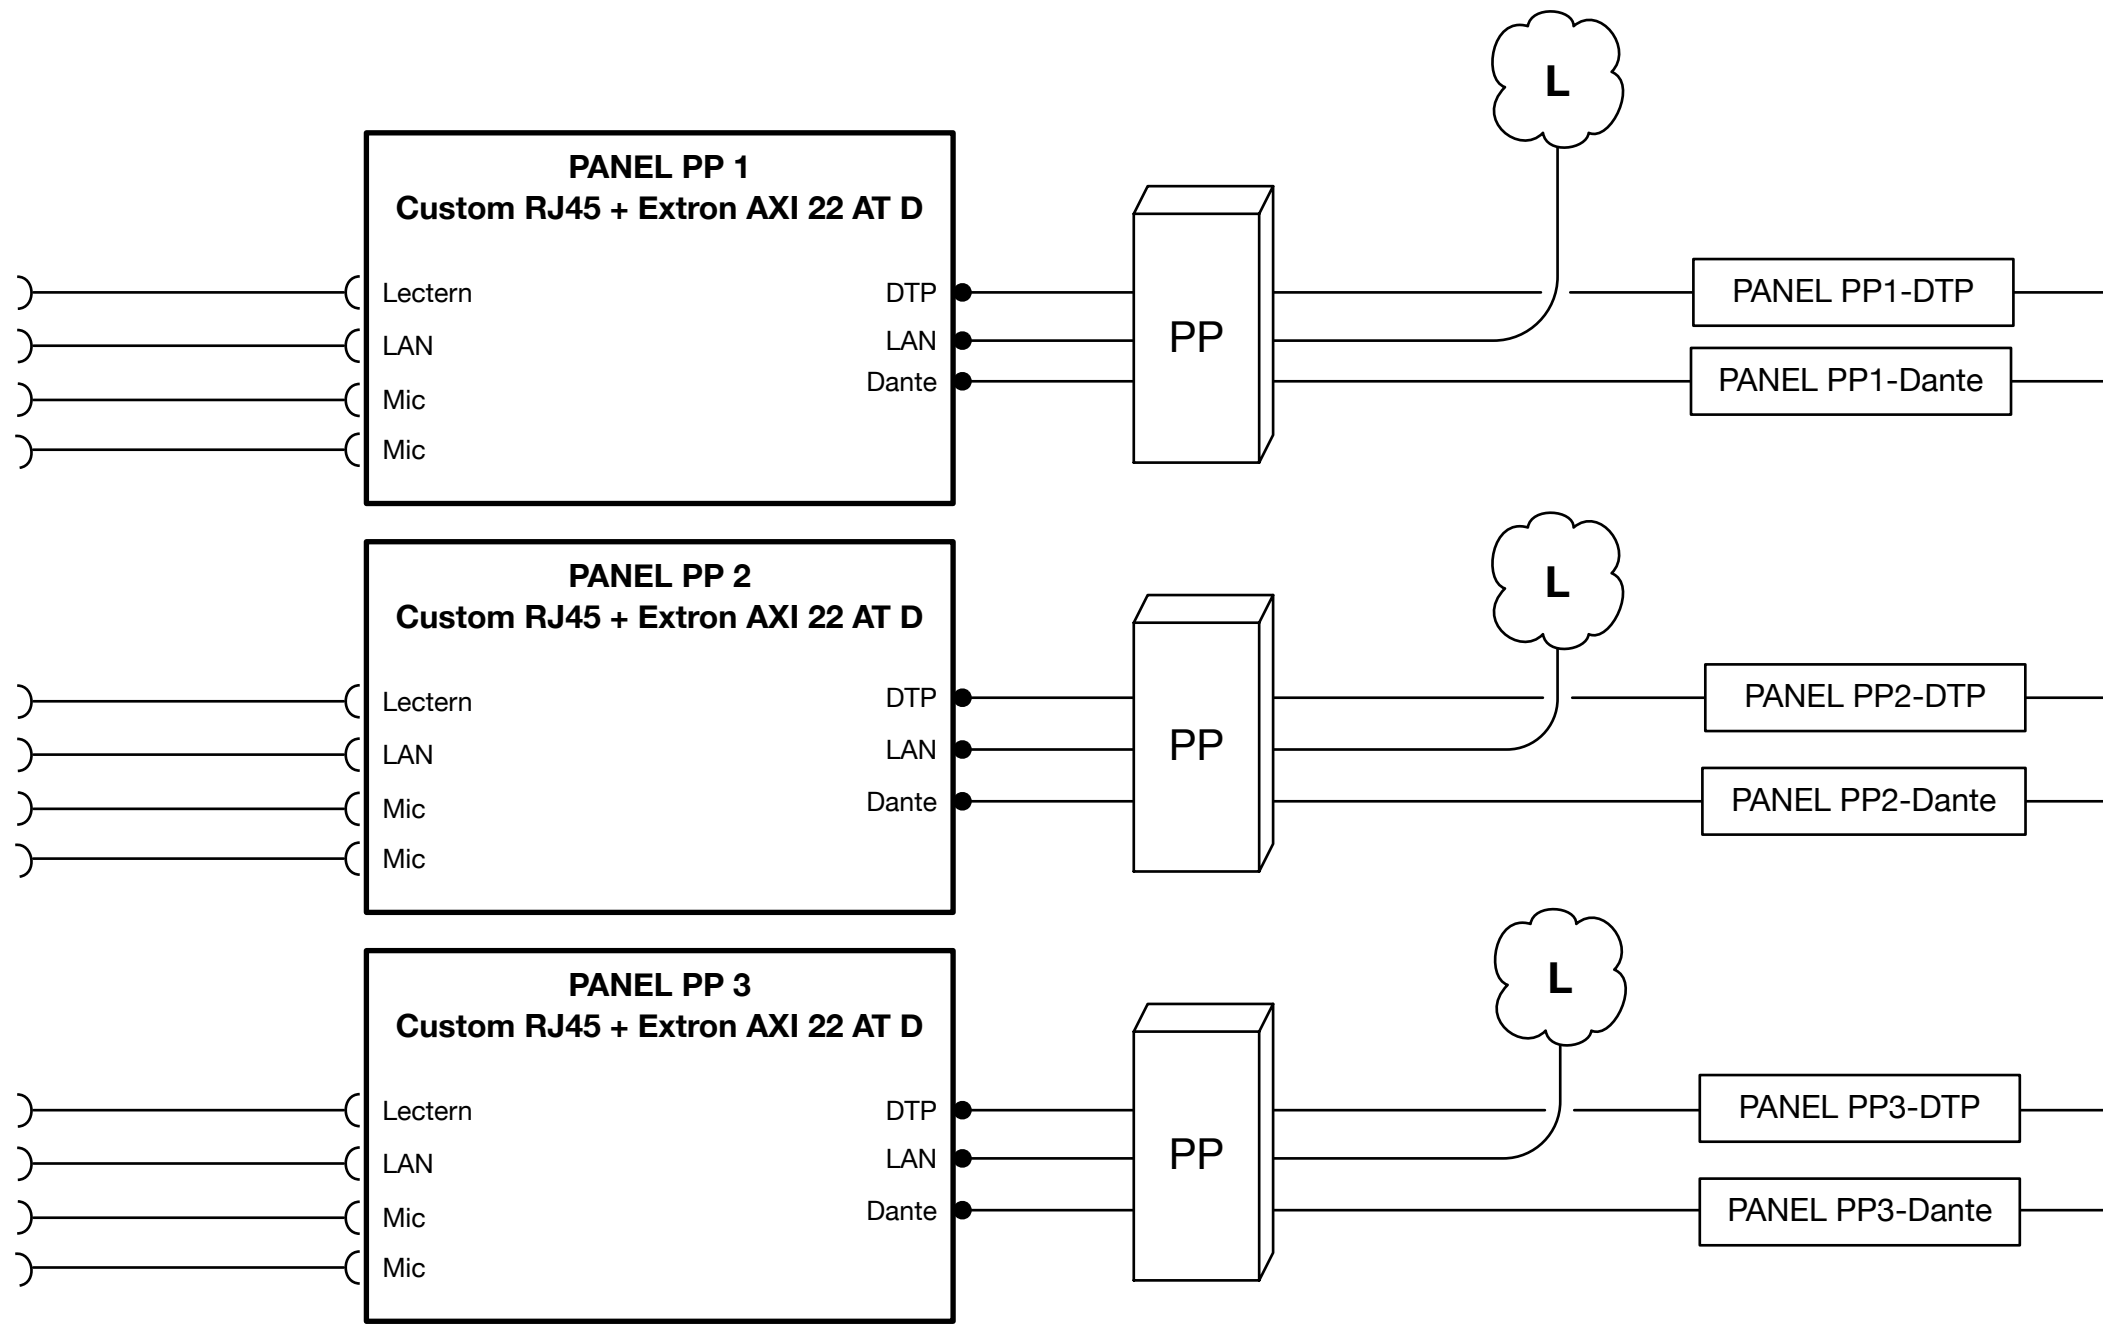 L
PANEL PP 1
Custom RJ45 + Extron AXI 22 AT D
Lectern
LAN
Mic
Mic
DTP
LAN
Dante
PP
PANEL PP1-DTP
PANEL PP1-Dante
L
PANEL PP 2
Custom RJ45 + Extron AXI 22 AT D
Lectern
LAN
Mic
Mic
DTP
LAN
Dante
PP
PANEL PP2-DTP
PANEL PP2-Dante
L
PANEL PP 3
Custom RJ45 + Extron AXI 22 AT D
Lectern
LAN
Mic
Mic
DTP
LAN
Dante
PP
PANEL PP3-DTP
PANEL PP3-Dante